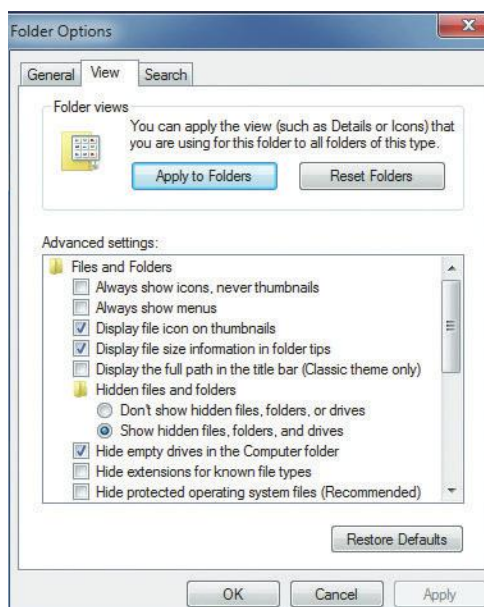 Folder Options
General View Search
Folder views
You can apply the view (such as Details or Icons) that
you are using for this folder to all folders of this type.
Apply to Folders Reset Folders
Advanced settings:
Files and Folders
Always show icons, never thumbnails
Always show menus
Display file icon on thumbnails
Display file size information in folder tips
Display the full path in the title bar (Classic theme only)
Hidden files and folders
Don't show hidden files, folders, or drives
Show hidden files, folders, and drives
Hide empty drives in the Computer folder
Hide extensions for known file types
Hide protected operating system files (Recommended)
Restore Defaults
OK Cancel Apply